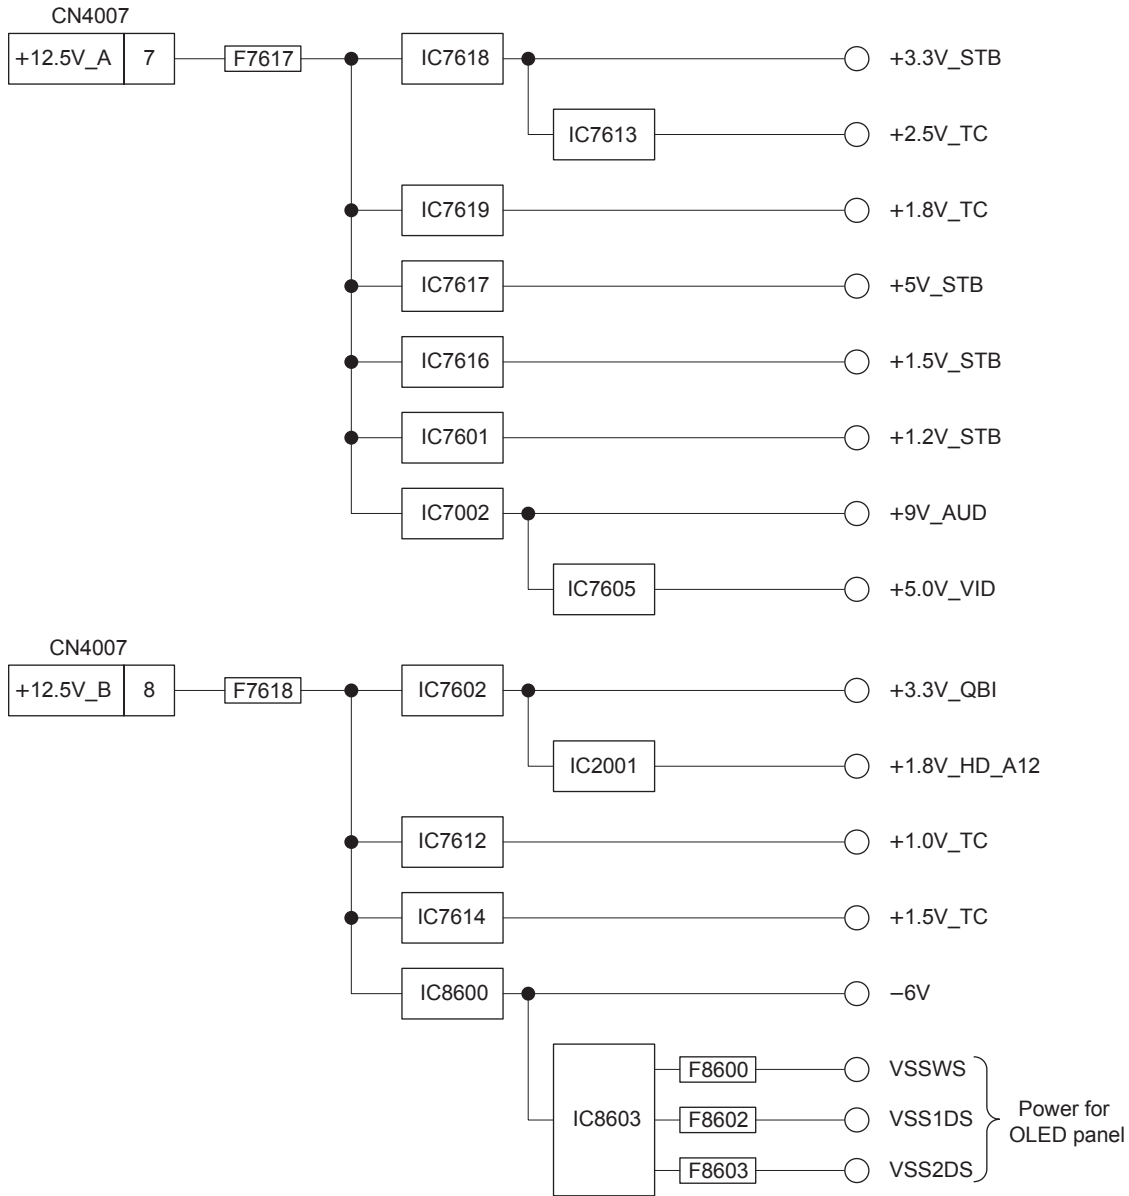 CN4007
+12.5V_A 7 F7617 IC7618 +3.3V_STB
IC7613 +2.5V_TC
IC7619 +1.8V_TC
IC7617 +5V_STB
IC7616 +1.5V_STB
IC7601 +1.2V_STB
IC7002 +9V_AUD
IC7605 +5.0V_VID
CN4007
+12.5V_B 8 F7618 IC7602 +3.3V_QBI
IC2001 +1.8V_HD_A12
IC7612 +1.0V_TC
IC7614 +1.5V_TC
IC8600 −6V
F8600 VSSWS
IC8603 F8602 VSS1DS
F8603 VSS2DS
Power for
OLED panel